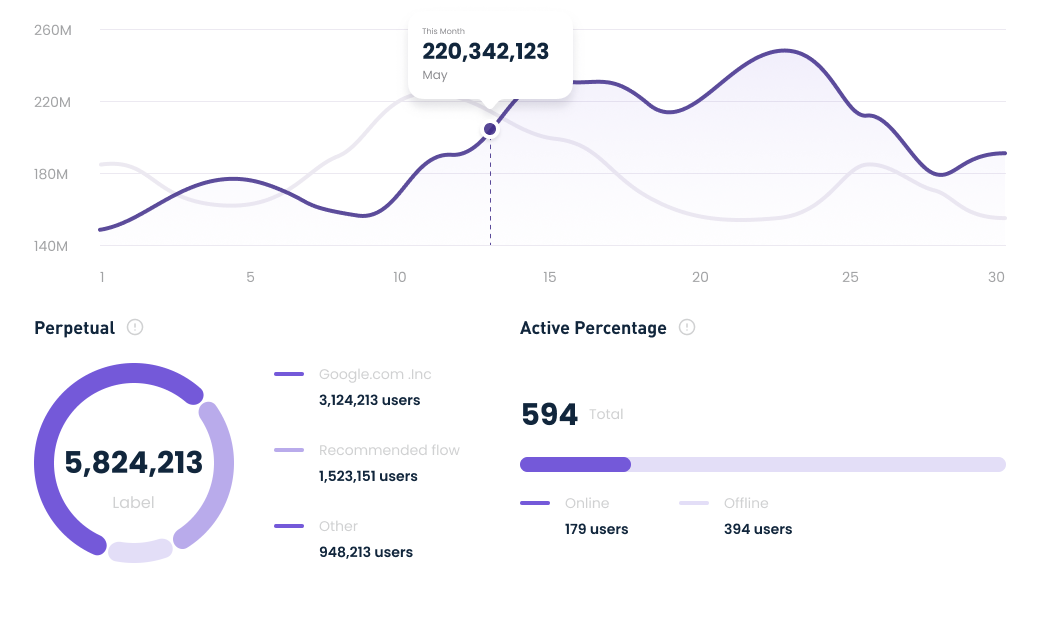 260M
This Month
220,342,123
May
220M
180M
140M
1 5 10 15 20 25 30
Perpetual
Active Percentage
5,824,213
Label
Google.com .Inc
3,124,213 users
Recommended flow
1,523,151 users
Other
948,213 users
594 Total
Online
179 users
Offline
394 users